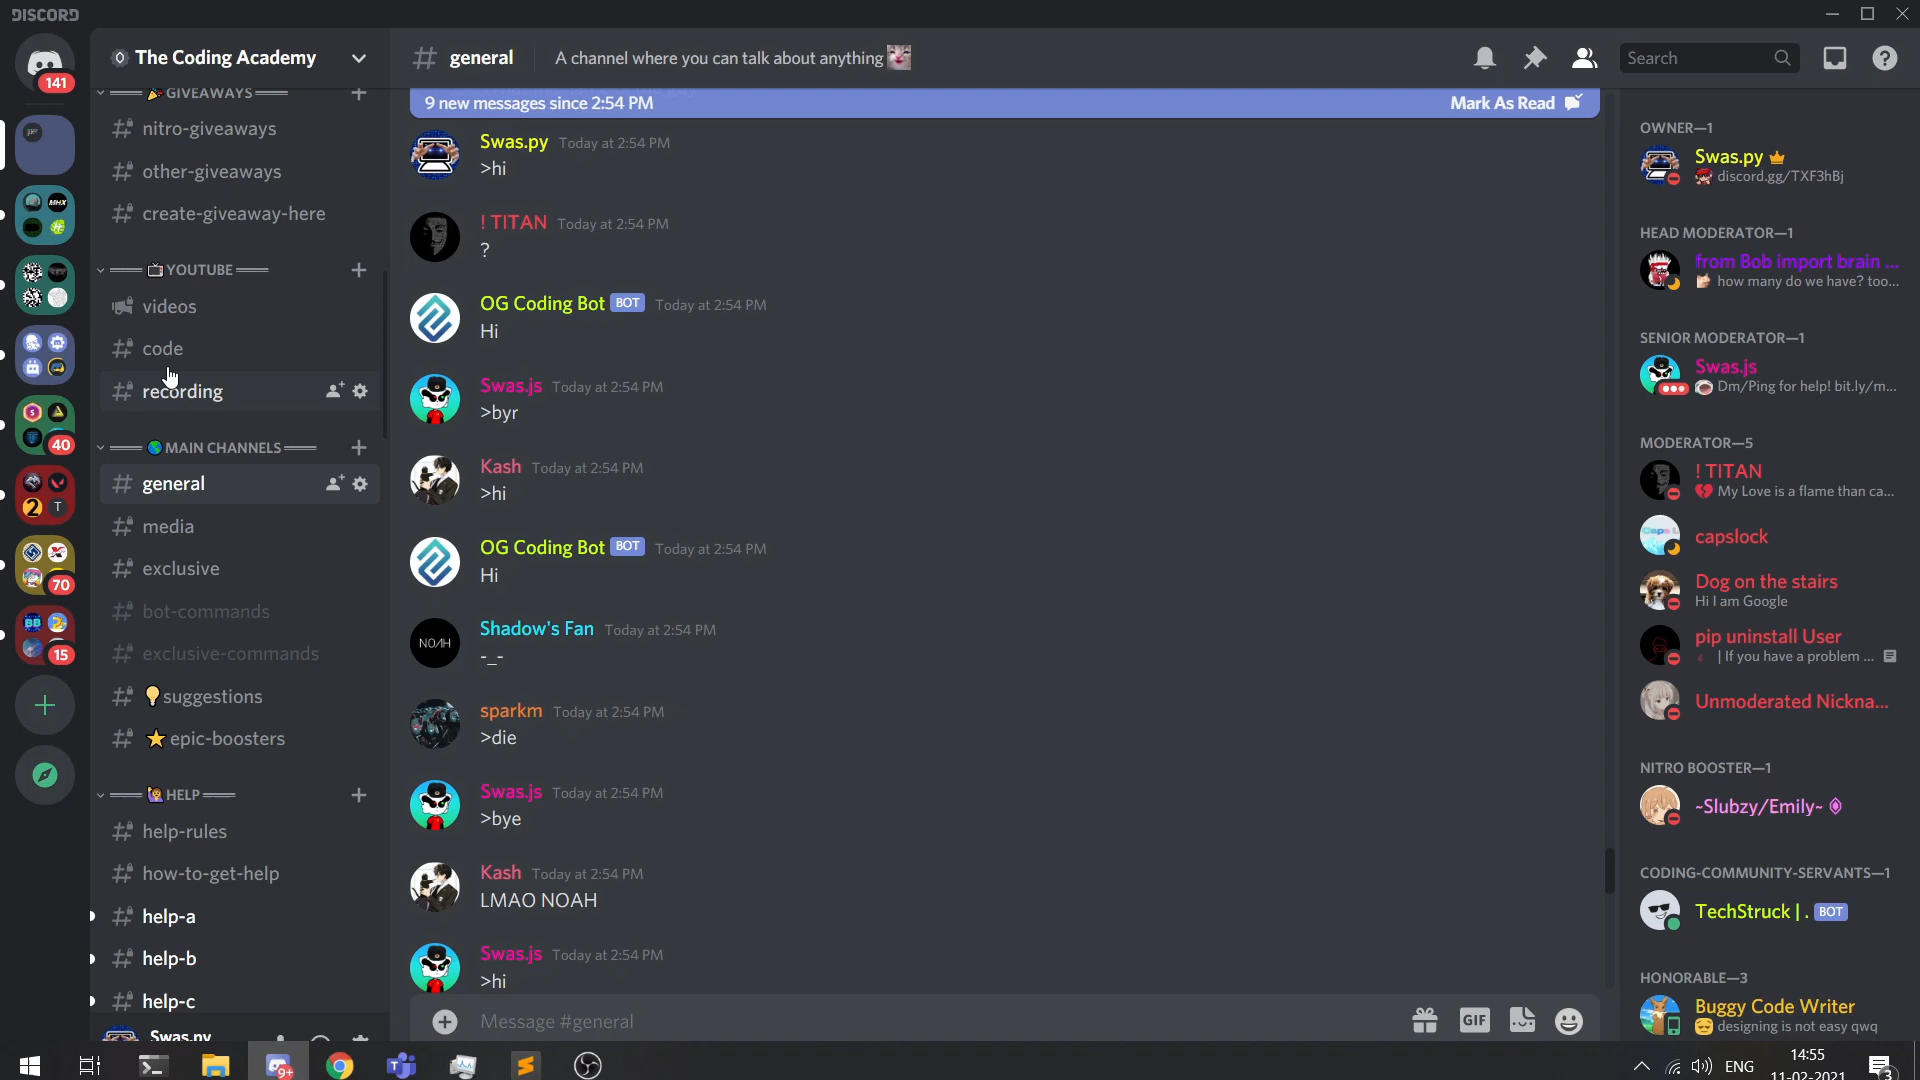 DISCORD
141
40
70
15
The Coding Academy
GIVEAWAYS
nitro-giveaways
other-giveaways
create-giveaway-here
YOUTUBE
videos
code
recording
MAIN CHANNELS
general
media
exclusive
bot-commands
exclusive-commands
suggestions
epic-boosters
HELP
help-rules
how-to-get-help
help-a
help-b
help-c
Swas.py
general
A channel where you can talk about anything
Search
9 new messages since 2:54 PM
Mark As Read
Swas.py Today at 2:54 PM
>hi
! TITAN Today at 2:54 PM
?
OG Coding Bot BOT Today at 2:54 PM
Hi
Swas.js Today at 2:54 PM
>byr
Kash Today at 2:54 PM
>hi
OG Coding Bot BOT Today at 2:54 PM
Hi
NO/\H
Shadow's Fan Today at 2:54 PM
-_-
sparkm Today at 2:54 PM
>die
Swas.js Today at 2:54 PM
>bye
Kash Today at 2:54 PM
LMAO NOAH
Swas.js Today at 2:54 PM
>hi
Message #general
GIF
OWNER—1
Swas.py
discord.gg/TXF3hBj
HEAD MODERATOR—1
from Bob import brain ...
how many do we have? too...
SENIOR MODERATOR—1
Swas.js
Dm/Ping for help! bit.ly/m...
MODERATOR—5
! TITAN
My Love is a flame than ca...
capslock
Dog on the stairs
Hi I am Google
pip uninstall User
| If you have a problem ...
Unmoderated Nickna...
NITRO BOOSTER—1
~Slubzy/Emily~
CODING-COMMUNITY-SERVANTS—1
TechStruck | . BOT
HONORABLE—3
Buggy Code Writer
designing is not easy qwq
9+
ENG
14:55
11-02-2021
3